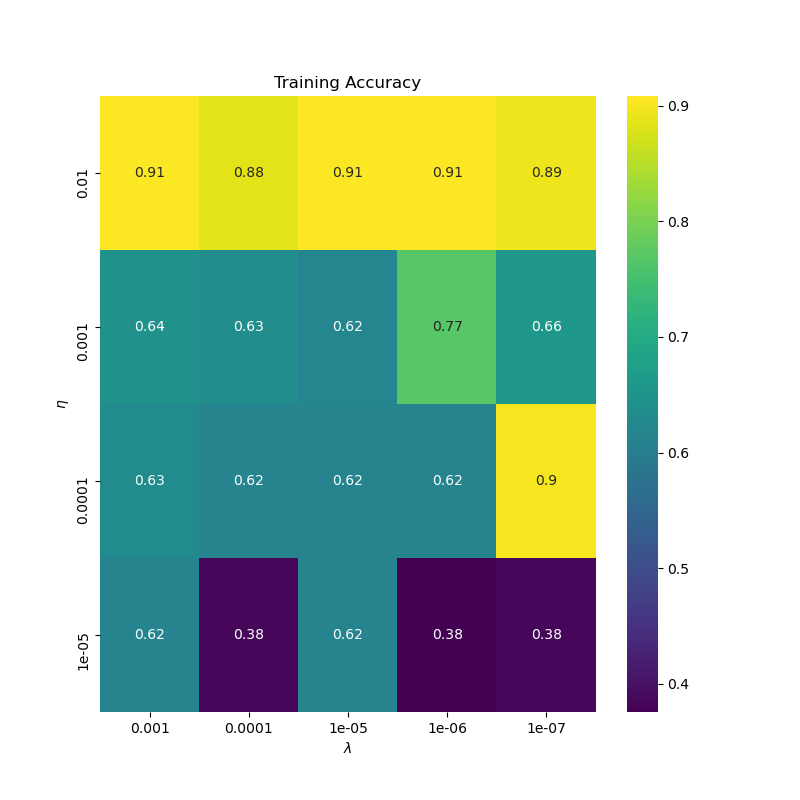 Training Accuracy
0.01 0.91 0.88 0.91 0.91 0.89
0.001 0.64 0.63 0.62 0.77 0.66
0.0001 0.63 0.62 0.62 0.62 0.9
1e-05 0.62 0.38 0.62 0.38 0.38
0.001 0.0001 1e-05 1e-06 1e-07
λ
η
0.9
0.8
0.7
0.6
0.5
0.4